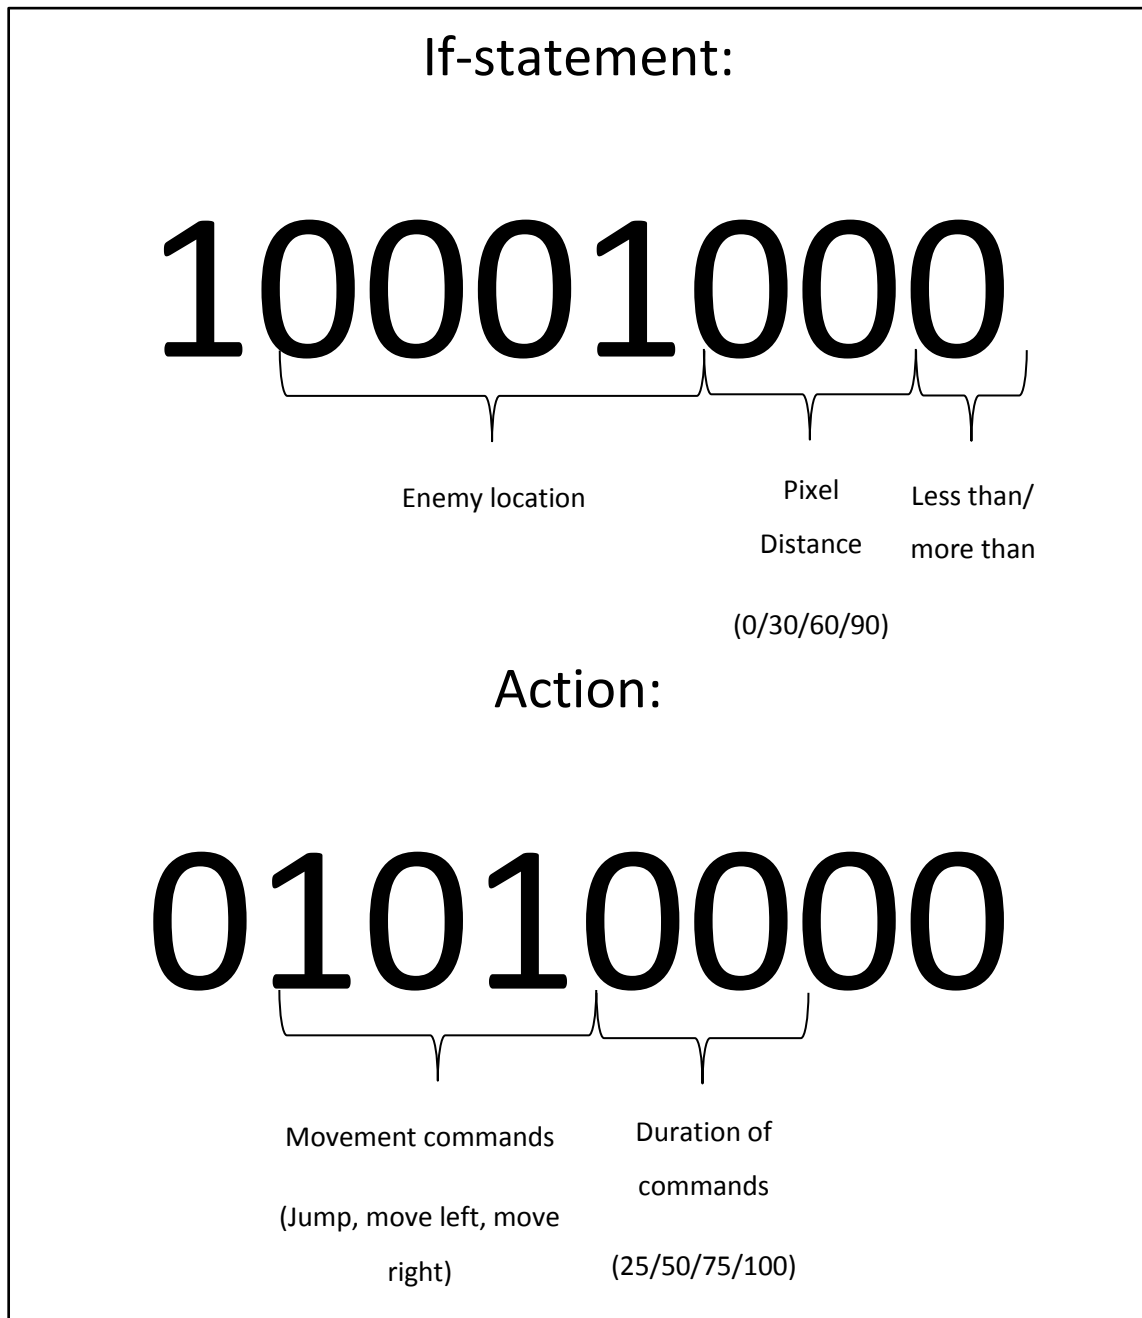 If-statement:
10001000
Enemy location
Pixel
Distance
(0/30/60/90)
Less than/
more than
Action:
01010000
Movement commands
(Jump, move left, move
right)
Duration of
commands
(25/50/75/100)